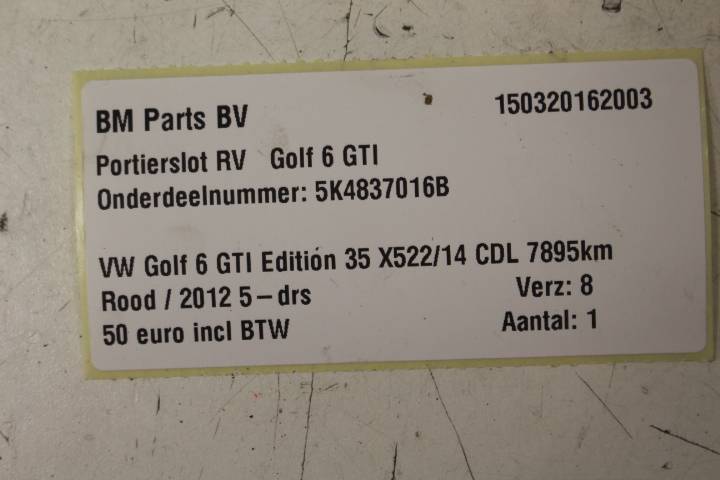 BM Parts BV 150320162003
Portierslot RV Golf 6 GTI
Onderdeelnummer: 5K4837016B
VW Golf 6 GTI Edition 35 X522/14 CDL 7895km
Rood / 2012 5-drs Verz: 8
50 euro incl BTW Aantal: 1